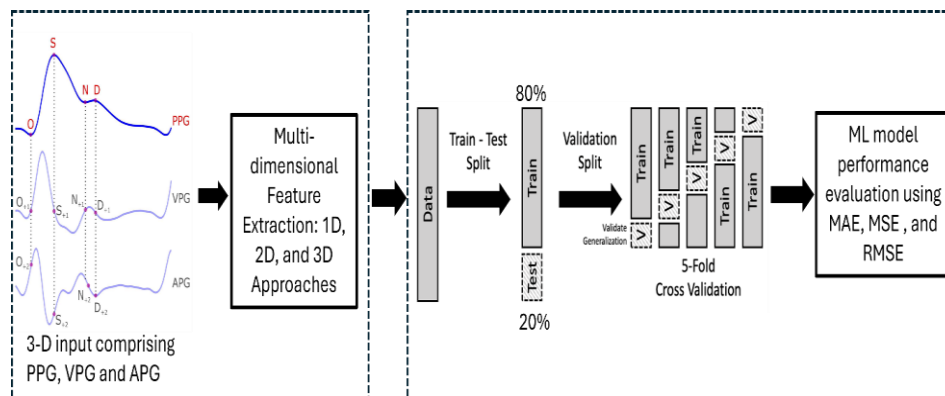 S
N D
O
PPG
O+1
S+1
N+1
D+1
VPG
O+2
S+2
N+2
D+2
APG
3-D input comprising
PPG, VPG and APG
Multi-
dimensional
Feature
Extraction: 1D,
2D, and 3D
Approaches
Data
Train - Test
Split
80%
Train
Test
20%
Validation
Split
Validate
Generalization
Train
V
Train
V
Train
V
Train
V
Train
V
5-Fold
Cross Validation
ML model
performance
evaluation using
MAE, MSE , and
RMSE